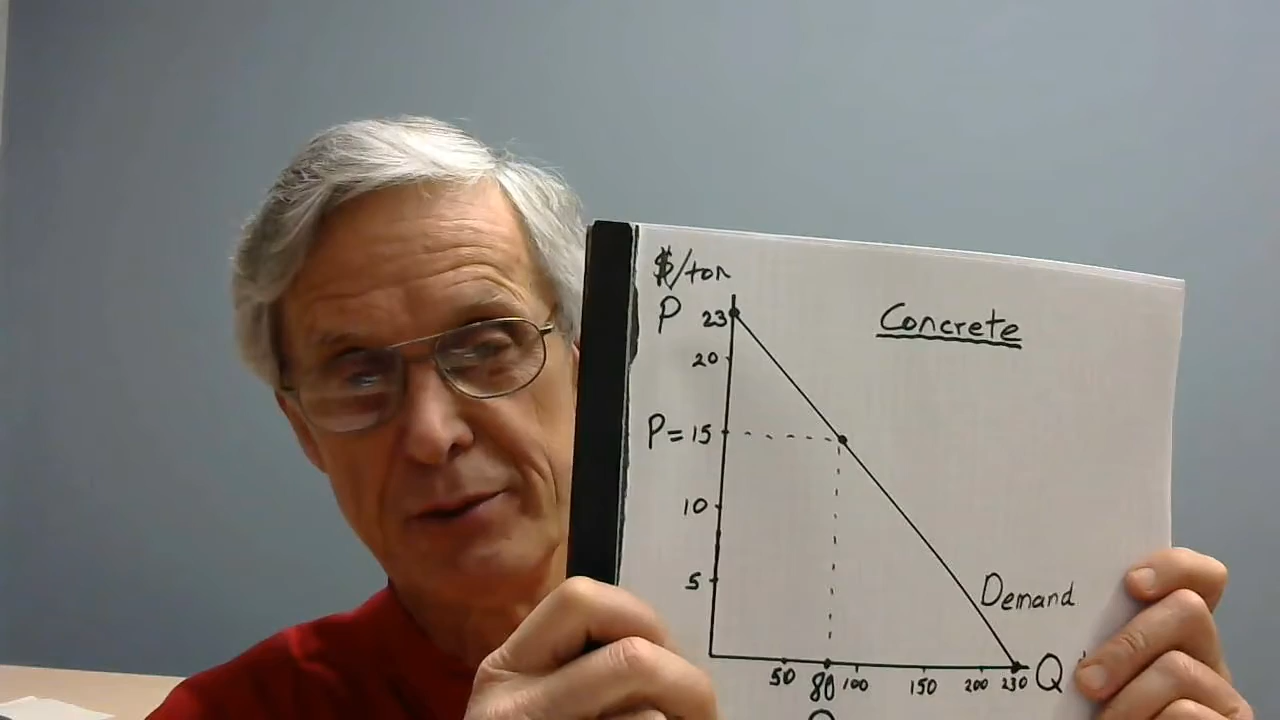 $/ton
P 23
Concrete
20
P = 15
10
5
Demand
50 80 100 150 200 230 Q